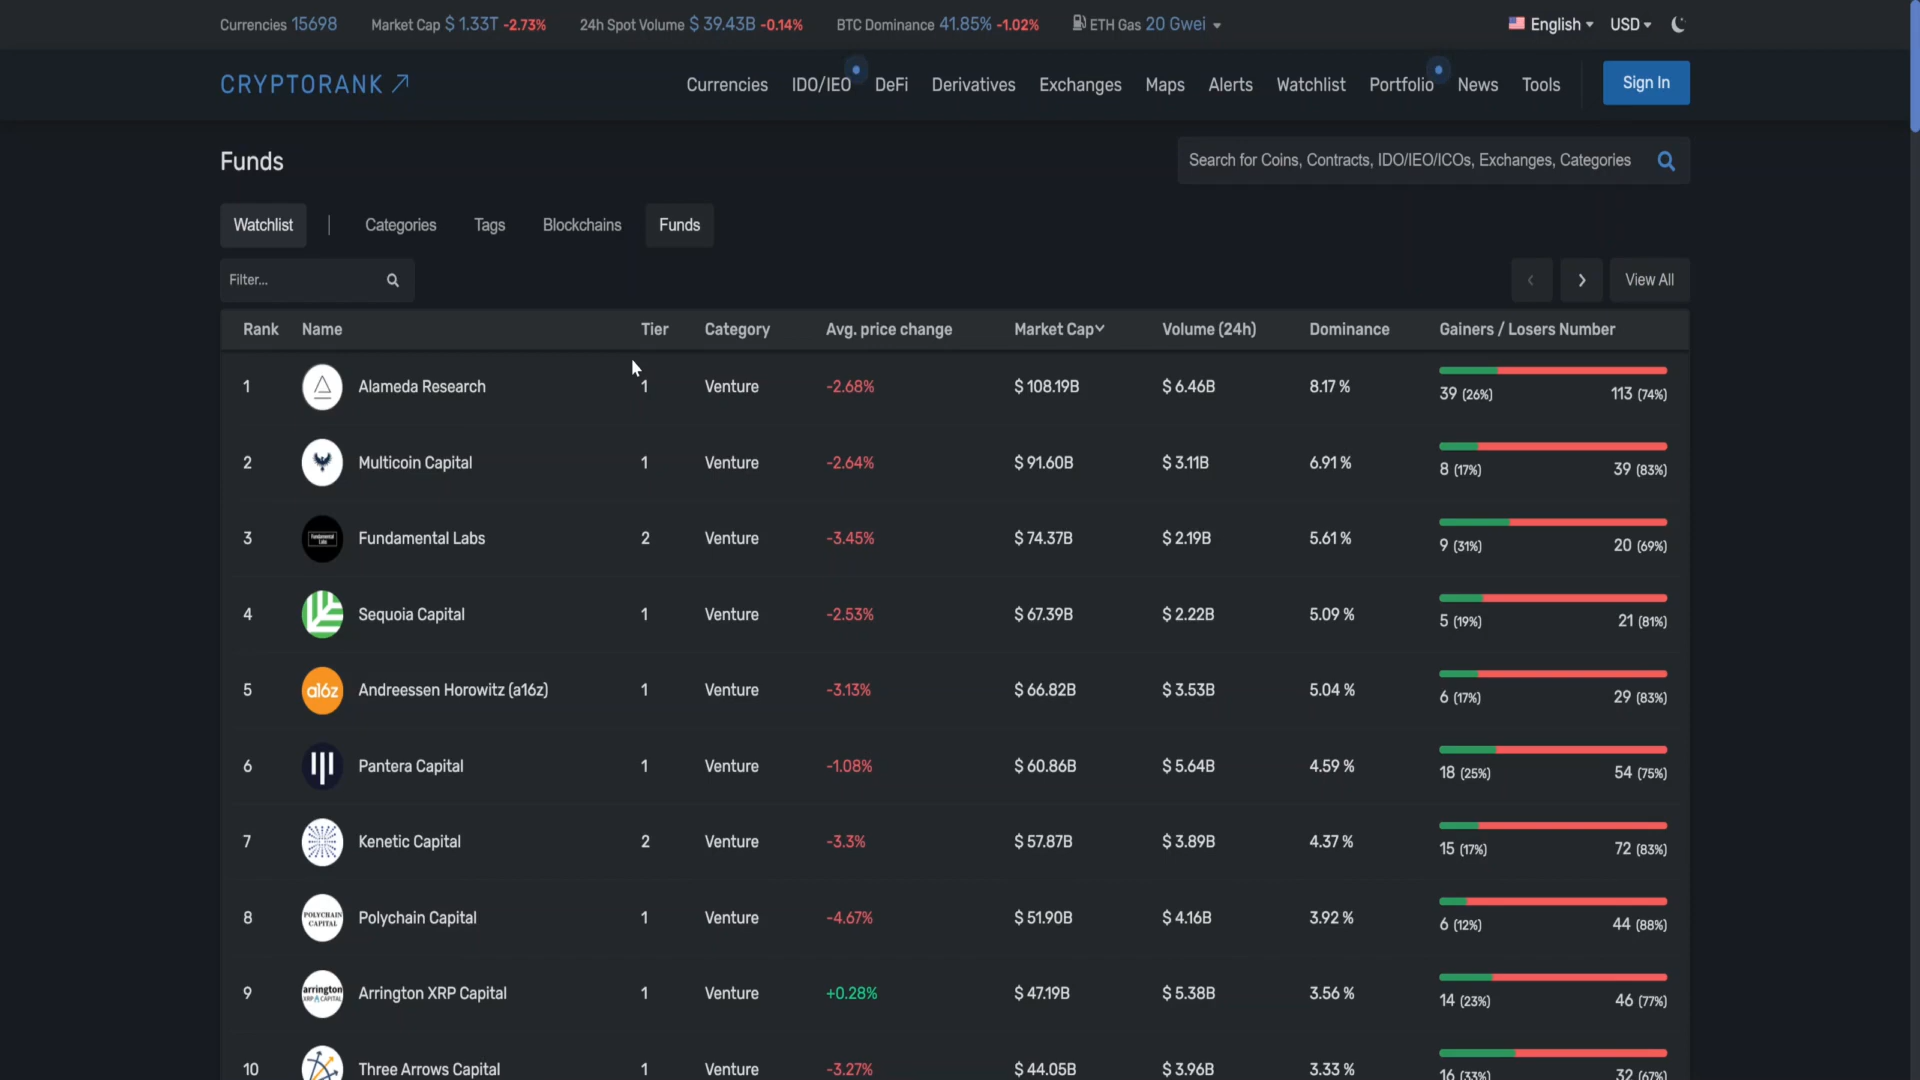 Currencies 15698 Market Cap $ 1.33T -2.73% 24h Spot Volume $ 39.43B -0.14% BTC Dominance 41.85% -1.02% ETH Gas 20 Gwei English USD
CRYPTORANK Currencies IDO/IEO DeFi Derivatives Exchanges Maps Alerts Watchlist Portfolio News Tools Sign In
Funds Search for Coins, Contracts, IDO/IEO/ICOs, Exchanges, Categories
Watchlist | Categories Tags Blockchains Funds
Filter... View All
Rank Name Tier Category Avg. price change Market Cap Volume (24h) Dominance Gainers / Losers Number
1 Alameda Research 1 Venture -2.68% $ 108.19B $ 6.46B 8.17 % 39 (26%) 113 (74%)
2 Multicoin Capital 1 Venture -2.64% $ 91.60B $ 3.11B 6.91 % 8 (17%) 39 (83%)
3 Fundamental Labs Fundamental Labs 2 Venture -3.45% $ 74.37B $ 2.19B 5.61 % 9 (31%) 20 (69%)
4 Sequoia Capital 1 Venture -2.53% $ 67.39B $ 2.22B 5.09 % 5 (19%) 21 (81%)
5 a16z Andreessen Horowitz (a16z) 1 Venture -3.13% $ 66.82B $ 3.53B 5.04 % 6 (17%) 29 (83%)
6 Pantera Capital 1 Venture -1.08% $ 60.86B $ 5.64B 4.59 % 18 (25%) 54 (75%)
7 Kenetic Capital 2 Venture -3.3% $ 57.87B $ 3.89B 4.37 % 15 (17%) 72 (83%)
8 POLYCHAIN CAPITAL Polychain Capital 1 Venture -4.67% $ 51.90B $ 4.16B 3.92 % 6 (12%) 44 (88%)
9 arrington XRP CAPITAL Arrington XRP Capital 1 Venture +0.28% $ 47.19B $ 5.38B 3.56 % 14 (23%) 46 (77%)
10 Three Arrows Capital 1 Venture -3.27% $ 44.05B $ 3.96B 3.33 % 16 (33%) 32 (67%)